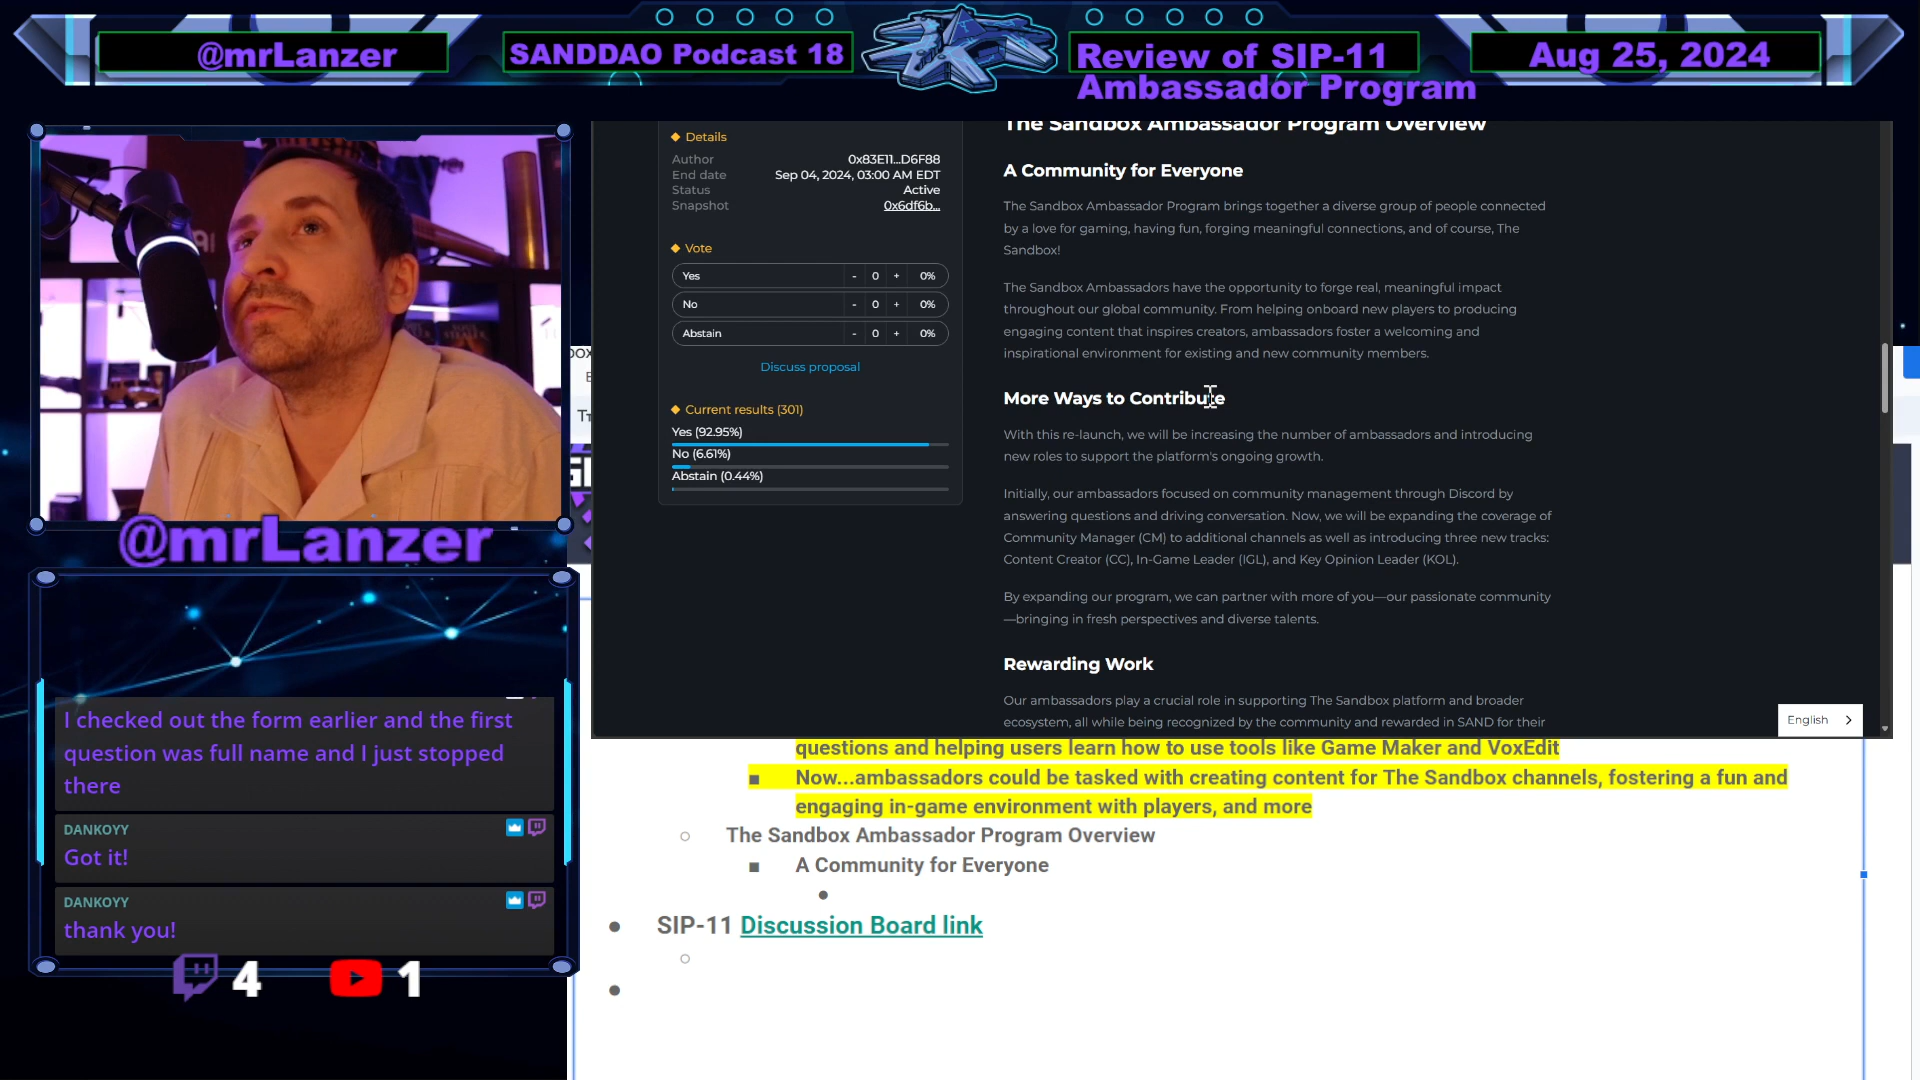 @mrLanzer
SANDDAO Podcast 18
Review of SIP-11
Ambassador Program
Aug 25, 2024
Details
Author 0x83E11...D6F88
End date Sep 04, 2024, 03:00 AM EDT
Status Active
Snapshot 0x6df6b...
Vote
Yes - 0 + 0%
No - 0 + 0%
Abstain - 0 + 0%
Discuss proposal
Current results (301)
Yes (92.95%)
No (6.61%)
Abstain (0.44%)
The Sandbox Ambassador Program Overview
A Community for Everyone
The Sandbox Ambassador Program brings together a diverse group of people connected
by a love for gaming, having fun, forging meaningful connections, and of course, The
Sandbox!
The Sandbox Ambassadors have the opportunity to forge real, meaningful impact
throughout our global community. From helping onboard new players to producing
engaging content that inspires creators, ambassadors foster a welcoming and
inspirational environment for existing and new community members.
More Ways to Contribute
With this re-launch, we will be increasing the number of ambassadors and introducing
new roles to support the platform's ongoing growth.
Initially, our ambassadors focused on community management through Discord by
answering questions and driving conversation. Now, we will be expanding the coverage of
Community Manager (CM) to additional channels as well as introducing three new tracks:
Content Creator (CC), In-Game Leader (IGL), and Key Opinion Leader (KOL).
By expanding our program, we can partner with more of you—our passionate community
—bringing in fresh perspectives and diverse talents.
Rewarding Work
Our ambassadors play a crucial role in supporting The Sandbox platform and broader
ecosystem, all while being recognized by the community and rewarded in SAND for their
English
@mrLanzer
I checked out the form earlier and the first
question was full name and I just stopped
there
DANKOYY
Got it!
DANKOYY
thank you!
4
1
questions and helping users learn how to use tools like Game Maker and VoxEdit
Now...ambassadors could be tasked with creating content for The Sandbox channels, fostering a fun and
engaging in-game environment with players, and more
The Sandbox Ambassador Program Overview
A Community for Everyone
SIP-11 Discussion Board link